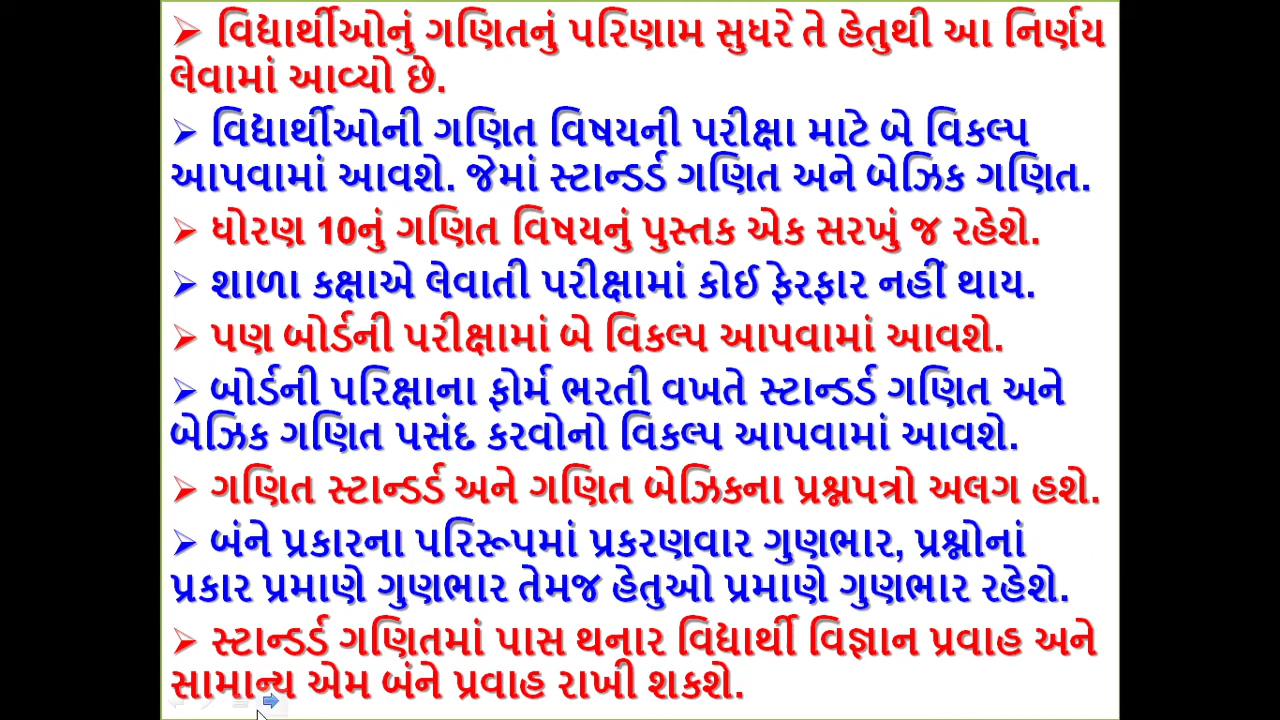 ➢ વિદ્યાર્થીઓનું ગણિતનું પરિણામ સુધરે તે હેતુથી આ નિર્ણય
લેવામાં આવ્યો છે.
➢ વિદ્યાર્થીઓની ગણિત વિષયની પરીક્ષા માટે બે વિકલ્પ
આપવામાં આવશે. જેમાં સ્ટાન્ડર્ડ ગણિત અને બેઝિક ગણિત.
➢ ધોરણ 10નું ગણિત વિષયનું પુસ્તક એક સરખું જ રહેશે.
➢ શાળા કક્ષાએ લેવાતી પરીક્ષામાં કોઈ ફેરફાર નહીં થાય.
➢ પણ બોર્ડની પરીક્ષામાં બે વિકલ્પ આપવામાં આવશે.
➢ બોર્ડની પરિક્ષાના ફોર્મ ભરતી વખતે સ્ટાન્ડર્ડ ગણિત અને
બેઝિક ગણિત પસંદ કરવોનો વિકલ્પ આપવામાં આવશે.
➢ ગણિત સ્ટાન્ડર્ડ અને ગણિત બેઝિકના પ્રશ્નપત્રો અલગ હશે.
➢ બંને પ્રકારના પરિરૂપમાં પ્રકરણવાર ગુણભાર, પ્રશ્નોનાં
પ્રકાર પ્રમાણે ગુણભાર તેમજ હેતુઓ પ્રમાણે ગુણભાર રહેશે.
➢ સ્ટાન્ડર્ડ ગણિતમાં પાસ થનાર વિદ્યાર્થી વિજ્ઞાન પ્રવાહ અને
સામાન્ય એમ બંને પ્રવાહ રાખી શકશે.